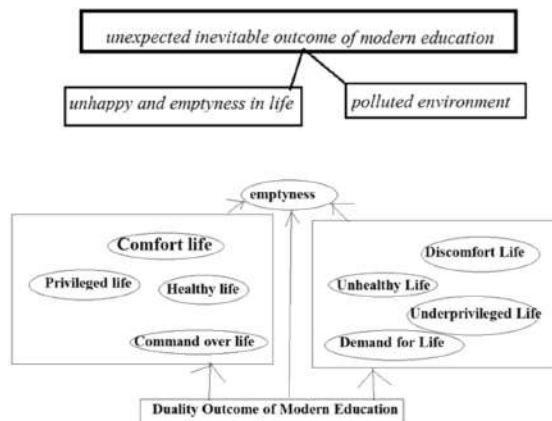 unexpected inevitable outcome of modern education
unhappy and emptyness in life
polluted environment
emptyness
Comfort life
Privileged life
Healthy life
Command over life
Discomfort Life
Unhealthy Life
Underprivileged Life
Demand for Life
Duality Outcome of Modern Education